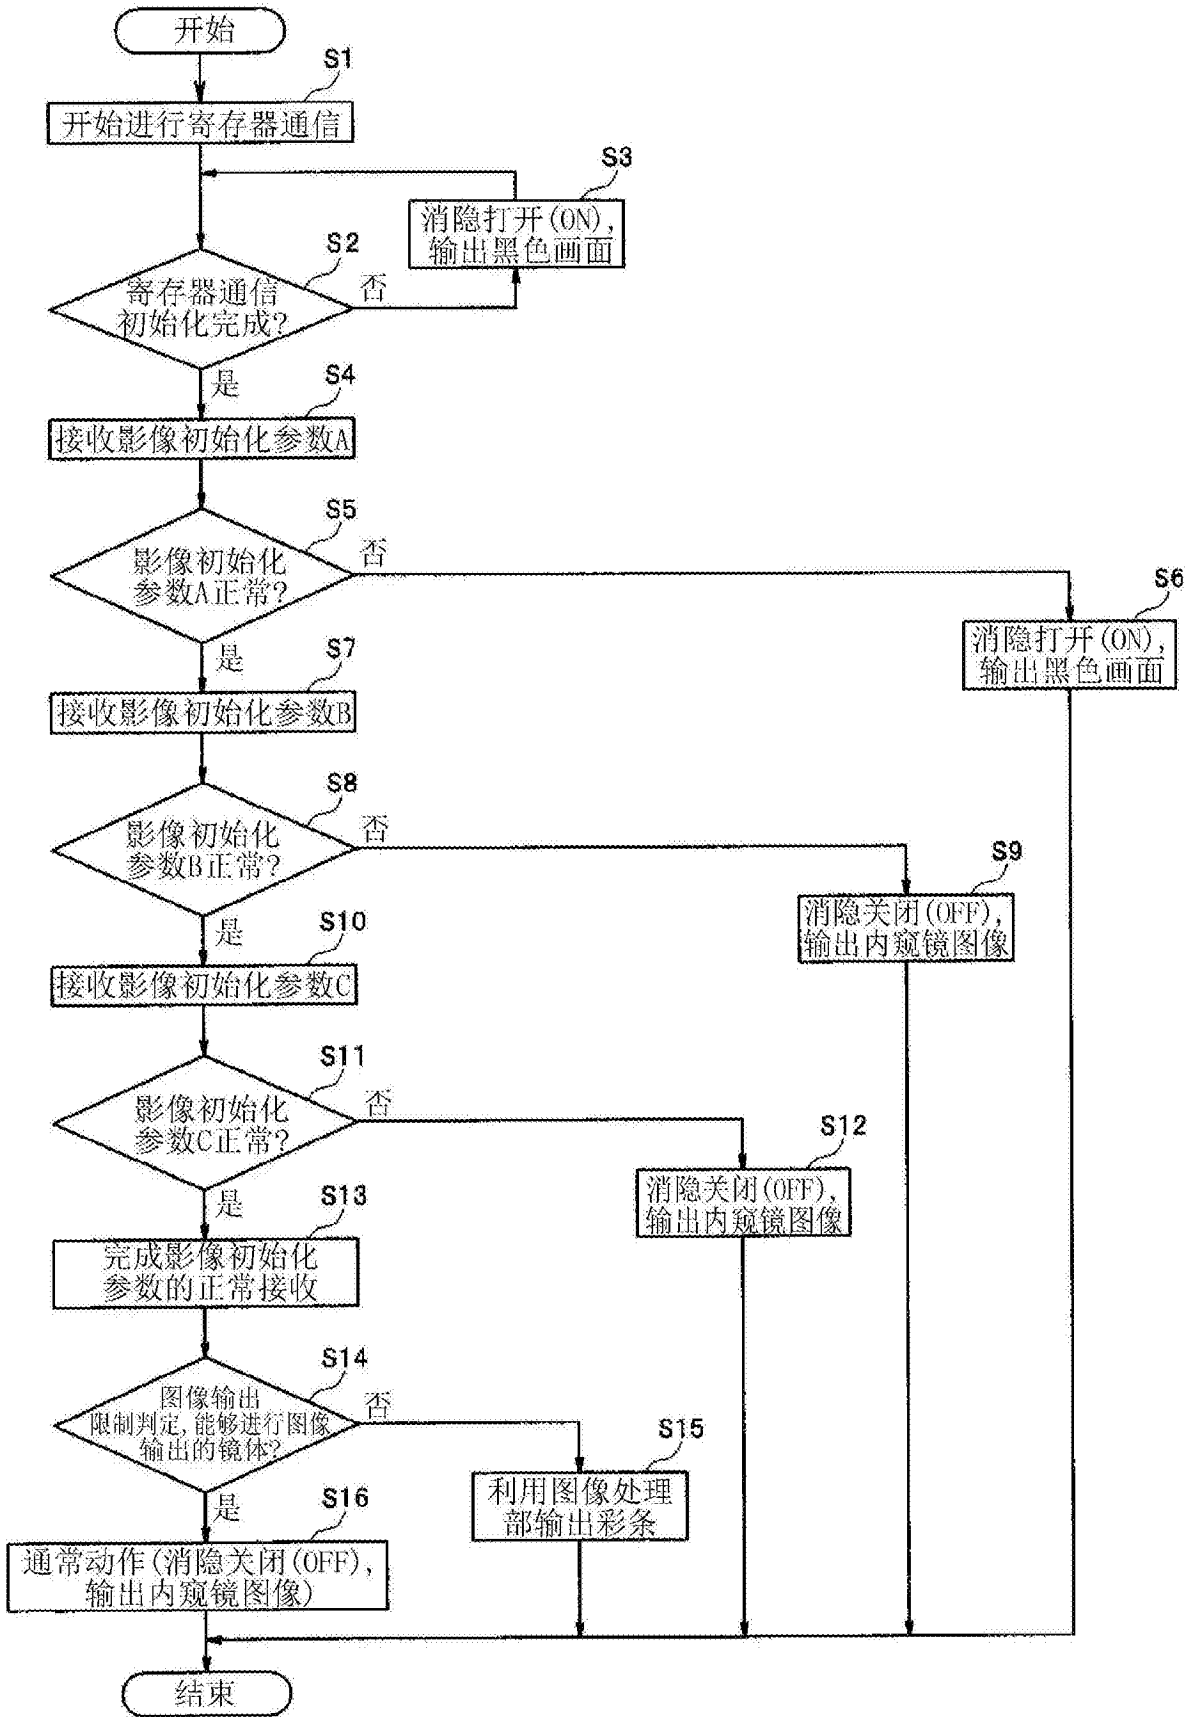 开始
S1
开始进行寄存器通信
S3
消隐打开(ON),
输出黑色画面
S2
寄存器通信
初始化完成?
否
是
S4
接收影像初始化参数A
S5
影像初始化
参数A正常?
否
S6
消隐打开(ON),
输出黑色画面
是
S7
接收影像初始化参数B
S8
影像初始化
参数B正常?
否
S9
消隐关闭(OFF),
输出内窥镜图像
是
S10
接收影像初始化参数C
S11
影像初始化
参数C正常?
否
S12
消隐关闭(OFF),
输出内窥镜图像
是
S13
完成影像初始化
参数的正常接收
S14
图像输出
限制判定,能够进行图像
输出的镜体?
否
S15
利用图像处理
部输出彩条
是
S16
通常动作(消隐关闭(OFF),
输出内窥镜图像)
结束